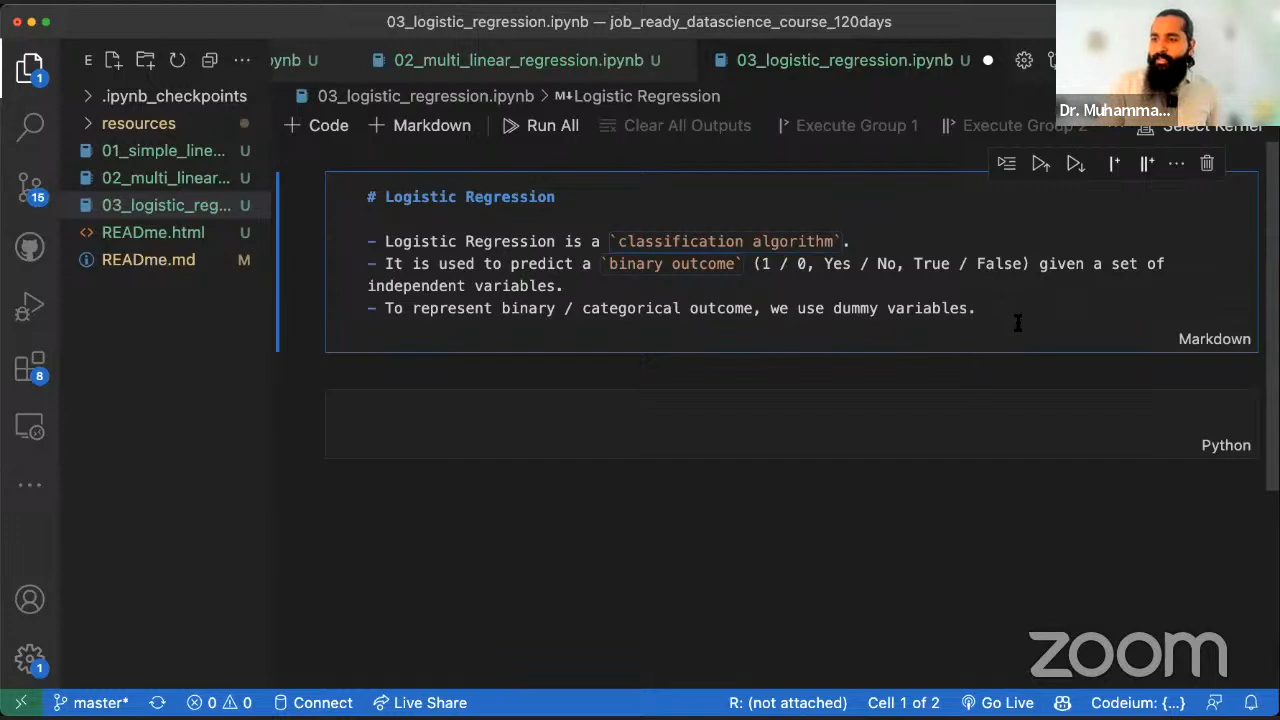 03_logistic_regression.ipynb — job_ready_datascience_course_120days
E
ynb U
02_multi_linear_regression.ipynb U
03_logistic_regression.ipynb U
.ipynb_checkpoints
resources
01_simple_line... U
02_multi_linear... U
03_logistic_reg... U
READme.html U
READme.md M
03_logistic_regression.ipynb > M↓Logistic Regression
+ Code + Markdown Run All Clear All Outputs Execute Group 1 Execute Group 2 Select Kernel
Dr. Muhamma...
# Logistic Regression
- Logistic Regression is a `classification algorithm`.
- It is used to predict a `binary outcome` (1 / 0, Yes / No, True / False) given a set of
independent variables.
- To represent binary / categorical outcome, we use dummy variables.
Markdown
Python
1
16
8
1
zoom
master* 0 0 Connect Live Share R: (not attached) Cell 1 of 2 Go Live Codeium: {...}